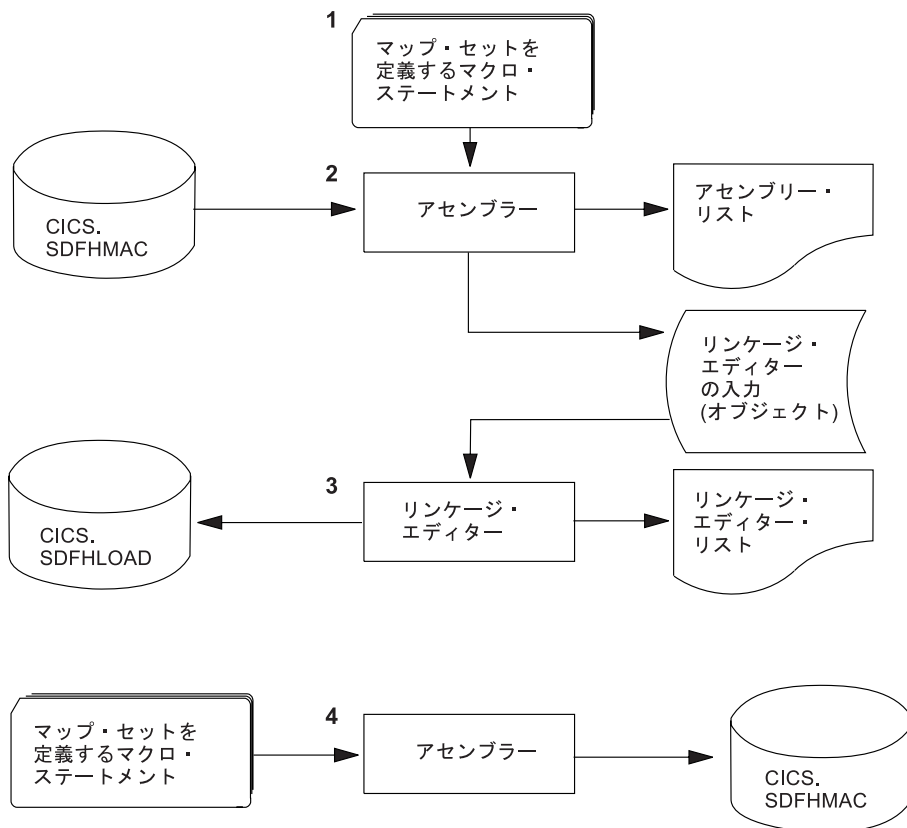 1
マップ・セットを
定義するマクロ・
ステートメント
2
CICS.
SDFHMAC
アセンブラー
アセンブリー・
リスト
リンケージ・
エディター
の入力
(オブジェクト)
3
CICS.
SDFHLOAD
リンケージ・
エディター
リンケージ・
エディター・
リスト
マップ・セットを
定義するマクロ・
ステートメント
4
アセンブラー
CICS.
SDFHMAC